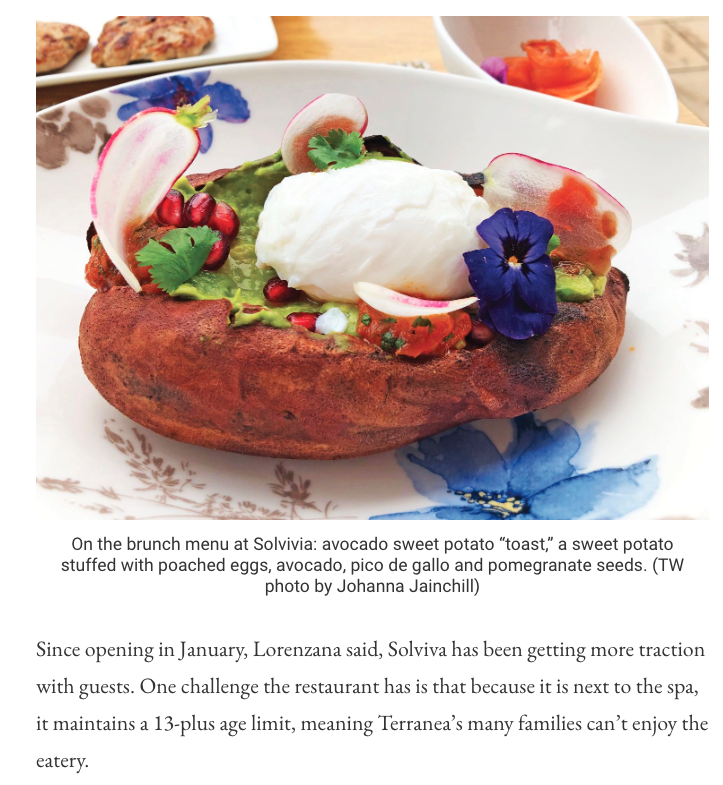 On the brunch menu at Solvivia: avocado sweet potato “toast,” a sweet potato
stuffed with poached eggs, avocado, pico de gallo and pomegranate seeds. (TW
photo by Johanna Jainchill)
Since opening in January, Lorenzana said, Solviva has been getting more traction
with guests. One challenge the restaurant has is that because it is next to the spa,
it maintains a 13-plus age limit, meaning Terranea’s many families can’t enjoy the
eatery.